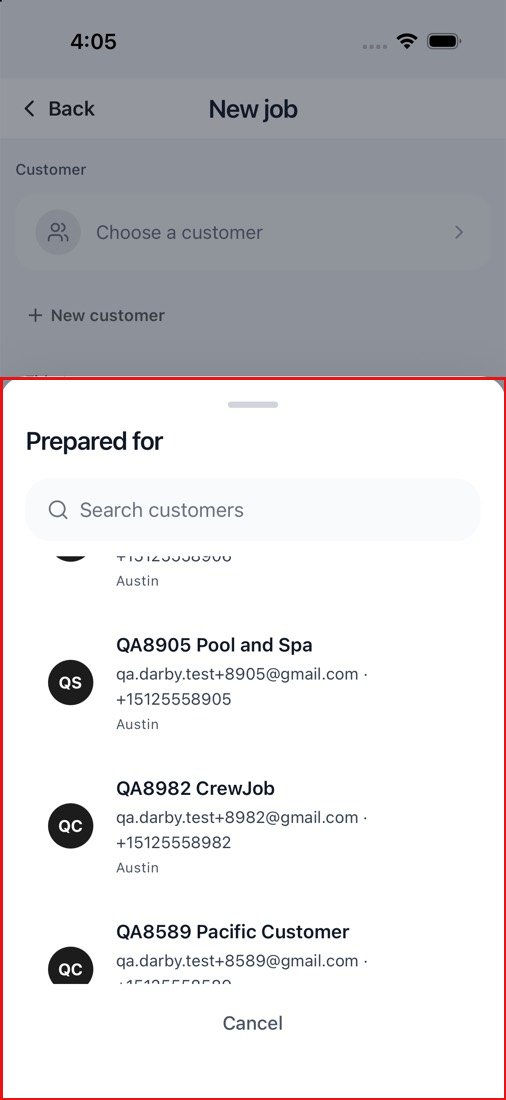 4:05
Back
New job
Customer
Choose a customer
+ New customer
Prepared for
Search customers
+15125558906
Austin
QS
QA8905 Pool and Spa
qa.darby.test+8905@gmail.com ·
+15125558905
Austin
QC
QA8982 CrewJob
qa.darby.test+8982@gmail.com ·
+15125558982
Austin
QC
QA8589 Pacific Customer
qa.darby.test+8589@gmail.com ·
+15125558589
Cancel